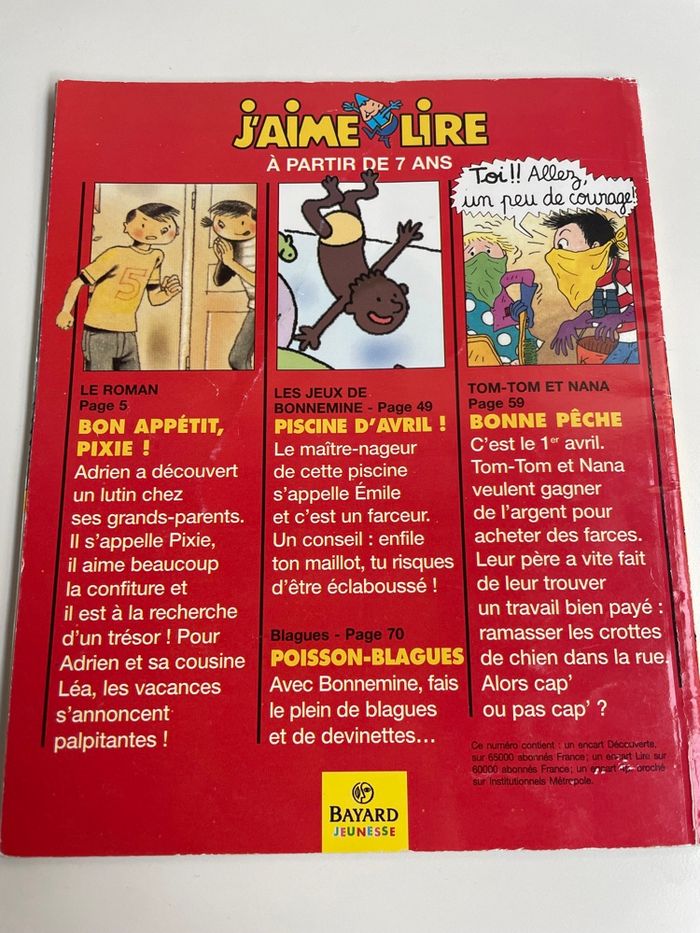 J'AIME LIRE
À PARTIR DE 7 ANS
5
LE ROMAN
Page 5
BON APPÉTIT,
PIXIE !
Adrien a découvert
un lutin chez
ses grands-parents.
Il s'appelle Pixie,
il aime beaucoup
la confiture et
il est à la recherche
d'un trésor ! Pour
Adrien et sa cousine
Léa, les vacances
s'annoncent
palpitantes !
LES JEUX DE
BONNEMINE - Page 49
PISCINE D'AVRIL !
Le maître-nageur
de cette piscine
s'appelle Émile
et c'est un farceur.
Un conseil : enfile
ton maillot, tu risques
d'être éclaboussé !
Blagues - Page 70
POISSON-BLAGUES
Avec Bonnemine, fais
le plein de blagues
et de devinettes…
Toi !! Allez,
un peu de courage !
TOM-TOM ET NANA
Page 59
BONNE PÊCHE
C'est le 1er avril.
Tom-Tom et Nana
veulent gagner
de l'argent pour
acheter des farces.
Leur père a vite fait
de leur trouver
un travail bien payé :
ramasser les crottes
de chien dans la rue.
Alors cap'
ou pas cap' ?
Ce numéro contient : un encart Découverte,
sur 65000 abonnés France; un encart Lire sur
60000 abonnés France; un encart broché
sur Institutionnels Métropole.
BAYARD
JEUNESSE